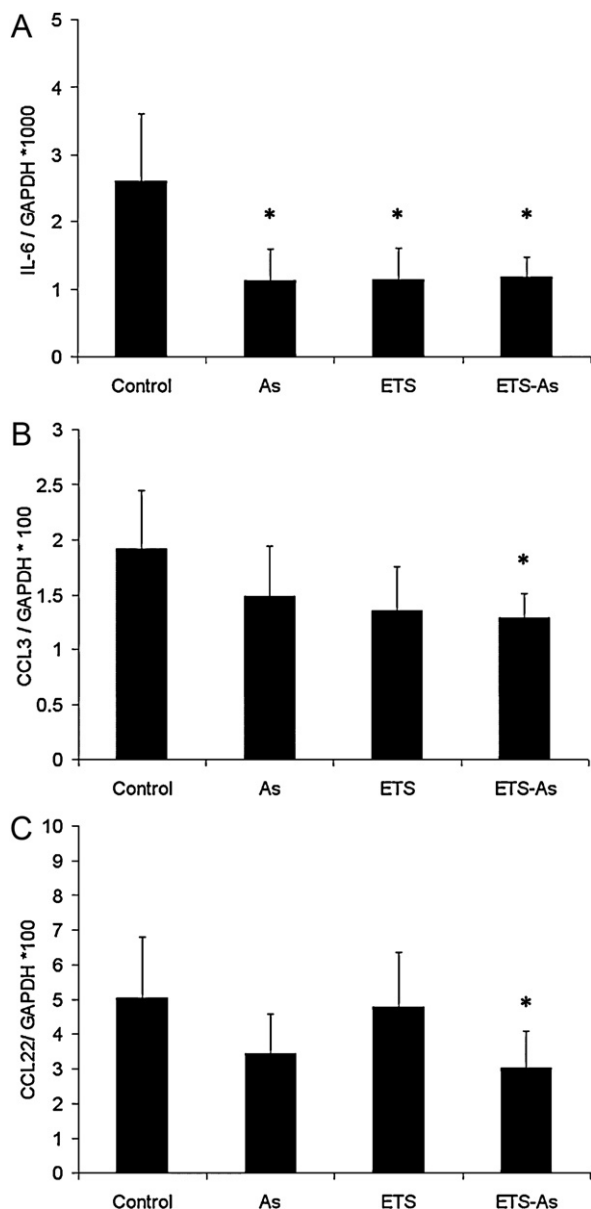 A
IL-6 / GAPDH *1000
5
4
3
2
1
0
* * *
Control As ETS ETS-As
B
CCL3 / GAPDH * 100
3
2.5
2
1.5
1
0.5
0
*
Control As ETS ETS-As
C
CCL22/ GAPDH *100
10
9
8
7
6
5
4
3
2
1
0
*
Control As ETS ETS-As